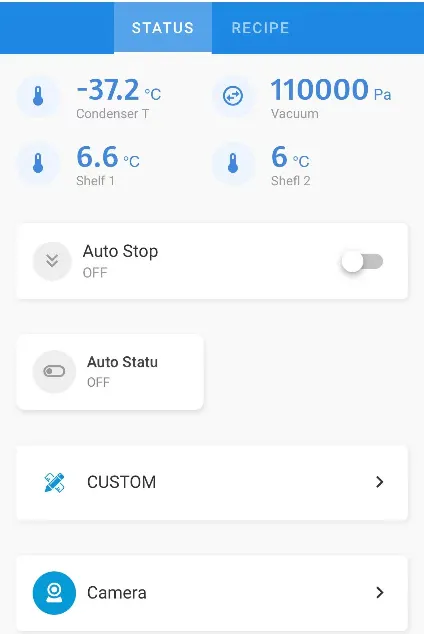 STATUS RECIPE
-37.2 °C 110000 Pa
Condenser T Vacuum
6.6 °C 6 °C
Shelf 1 Shefl 2
Auto Stop
OFF
Auto Statu
OFF
CUSTOM
Camera